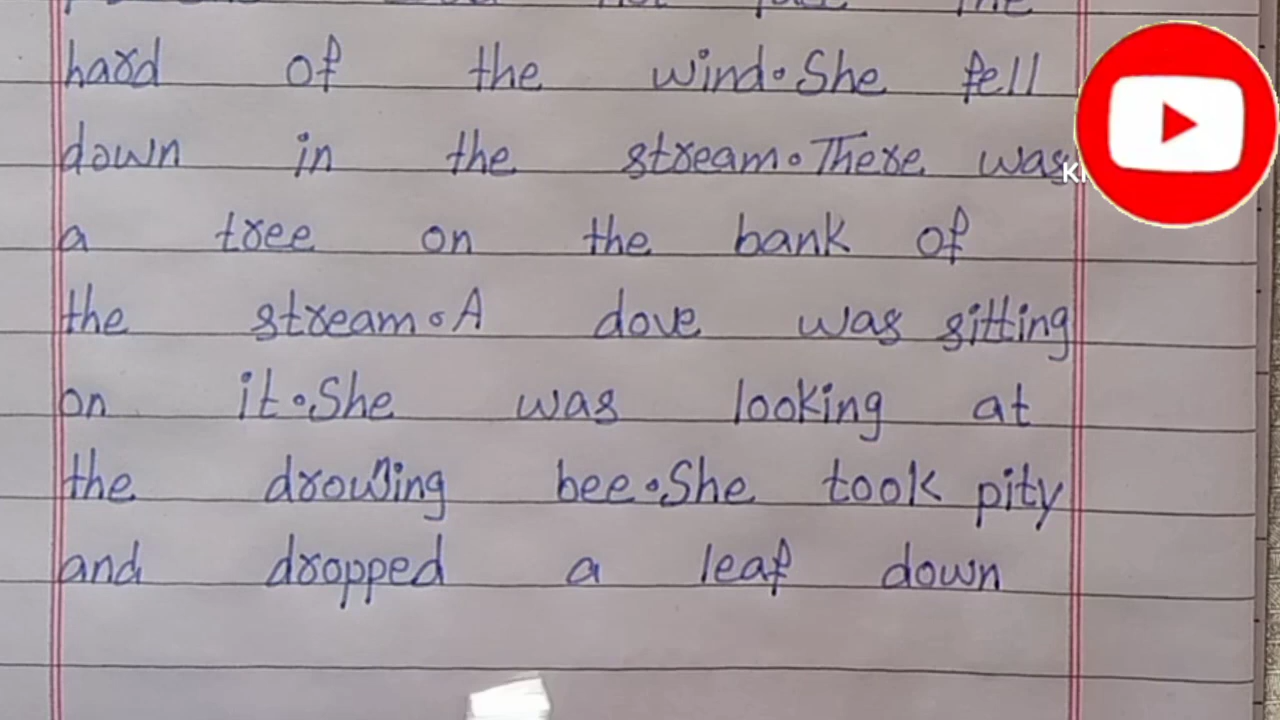 hard of the wind. She fell
down in the stream. There was
a tree on the bank of
the stream. A dove was sitting
on it. She was looking at
the drowning bee. She took pity
and dropped a leaf down